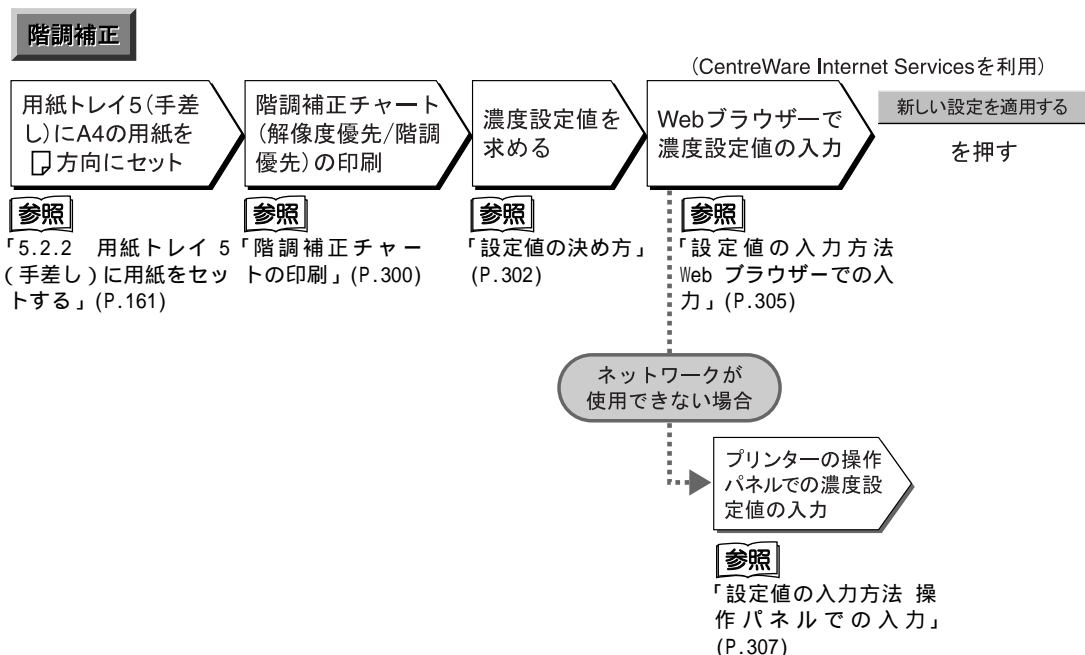 階調補正
(CentreWare Internet Servicesを利用)
用紙トレイ5(手差
し)にA4の用紙を
方向にセット
階調補正チャート
(解像度優先/階調
優先)の印刷
濃度設定値を
求める
Webブラウザーで
濃度設定値の入力
新しい設定を適用する
を押す
参照
「5.2.2 用紙トレイ 5
(手差し)に用紙をセッ
トする」(P.161)
参照
「階調補正チャー
トの印刷」(P.300)
参照
「設定値の決め方」
(P.302)
参照
「設定値の入力方法
Web ブラウザーでの入
力」(P.305)
ネットワークが
使用できない場合
プリンターの操作
パネルでの濃度設
定値の入力
参照
「設定値の入力方法 操
作パネルでの入力」
(P.307)